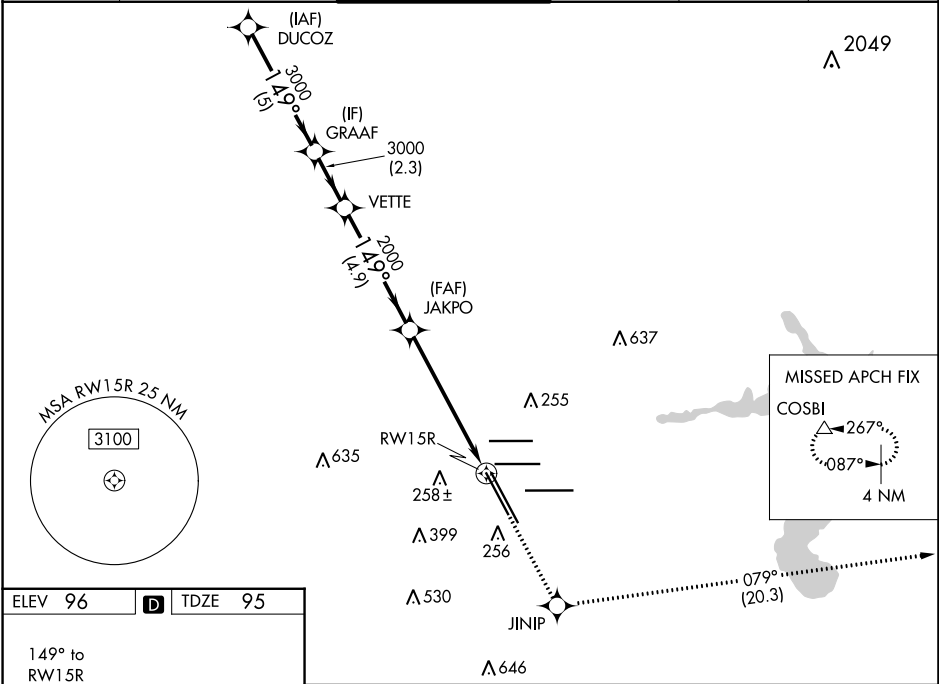 (IAF)
DUCOZ
2049
3000
149°
(5)
(IF)
GRAAF
3000
(2.3)
VETTE
2000
149°
(4.9)
(FAF)
JAKPO
637
MISSED APCH FIX
COSBI
267°
087°
4 NM
MSA RW15R 25 NM
3100
255
RW15R
635
258±
399
256
530
079°
(20.3)
JINIP
646
ELEV 96 D TDZE 95
149° to
RW15R